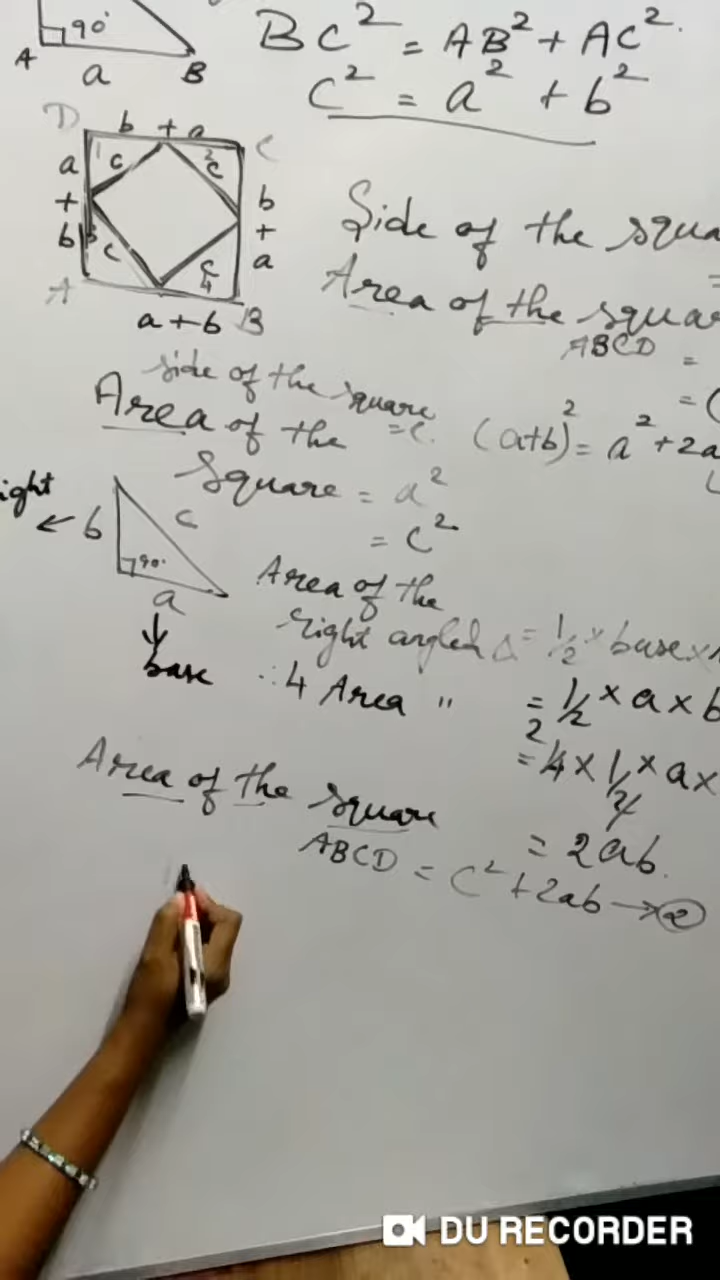 90°
A
a
B
BC² = AB² + AC².
C² = a² + b²
D b + a C
a 1 c 2 c b
+ +
b 3 c c 4 a
A a + b B
Side of the squa
Area of the squa
ABCD =
= (
side of the square
= c.
Area of the
(a+b)² = a² + 2a
Square = a²
= c²
ight
← b c
90°
a
↓
base
Area of the
right angled Δ = 1/2 × base ×
∴ 4 Area " = 1/2 × a × b
2
= 4 × 1/2 × a ×
= 2ab.
Area of the square
ABCD = C² + 2ab → 2
DU RECORDER